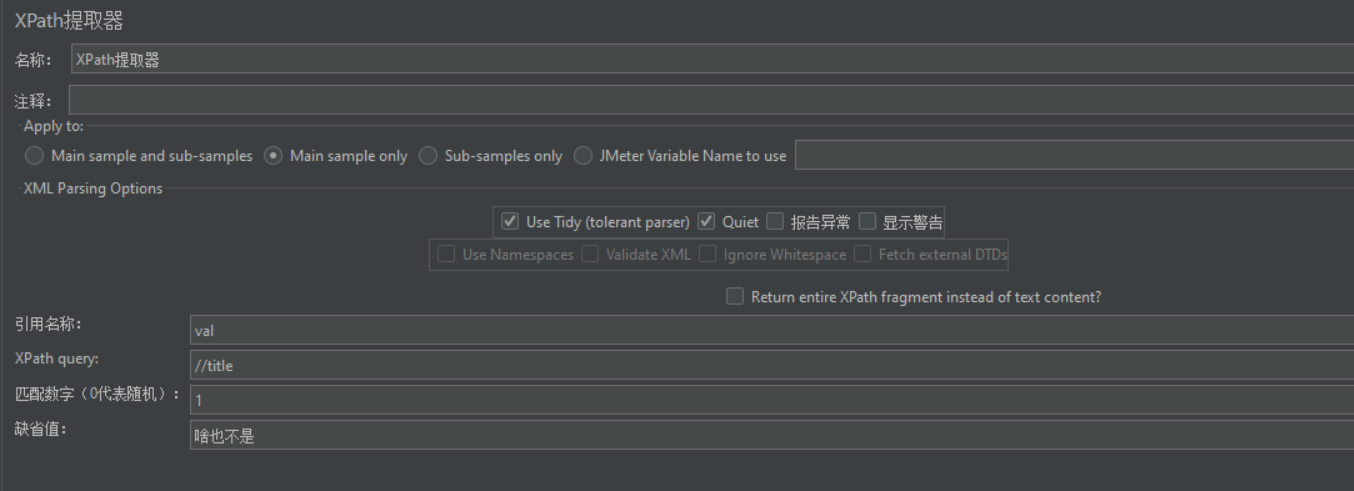 XPath提取器
名称： XPath提取器
注释：
Apply to:
Main sample and sub-samples Main sample only Sub-samples only JMeter Variable Name to use
XML Parsing Options
Use Tidy (tolerant parser) Quiet 报告异常 显示警告
Use Namespaces Validate XML Ignore Whitespace Fetch external DTDs
Return entire XPath fragment instead of text content?
引用名称： val
XPath query: //title
匹配数字（0代表随机）： 1
缺省值： 啥也不是